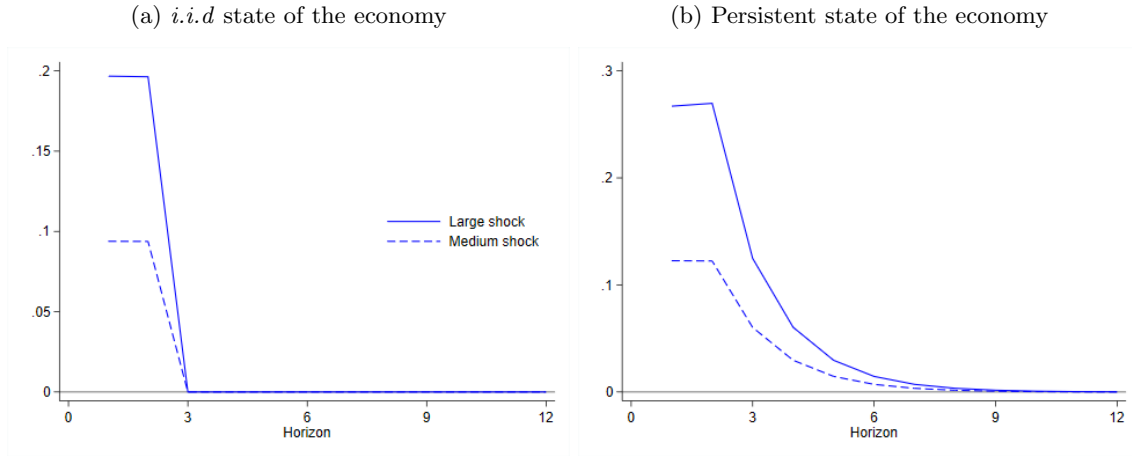 (a) i.i.d state of the economy
.2
.15
.1
.05
0
0 3 6 9 12
Horizon
Large shock
Medium shock
(b) Persistent state of the economy
.3
.2
.1
0
0 3 6 9 12
Horizon